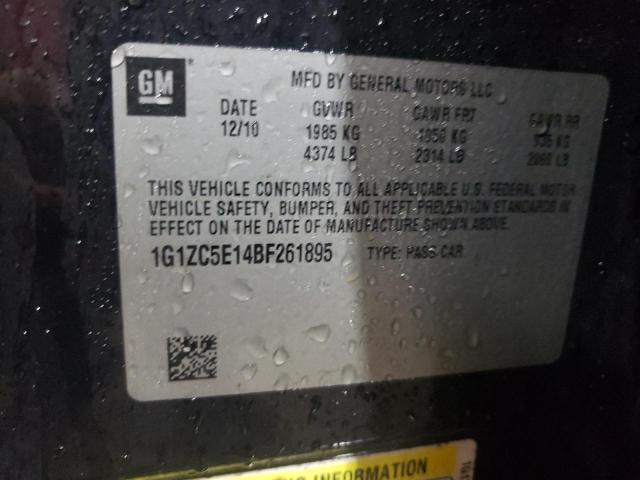 GM
MFD BY GENERAL MOTORS LLC
DATE GVWR GAWR FRT GAWR RR
12/10 1985 KG 1050 KG 935 KG
4374 LB 2314 LB 2060 LB
THIS VEHICLE CONFORMS TO ALL APPLICABLE U.S. FEDERAL MOTOR
VEHICLE SAFETY, BUMPER, AND THEFT PREVENTION STANDARDS IN
EFFECT ON THE DATE OF MANUFACTURE SHOWN ABOVE.
1G1ZC5E14BF261895 TYPE: PASS CAR
INFORMATION